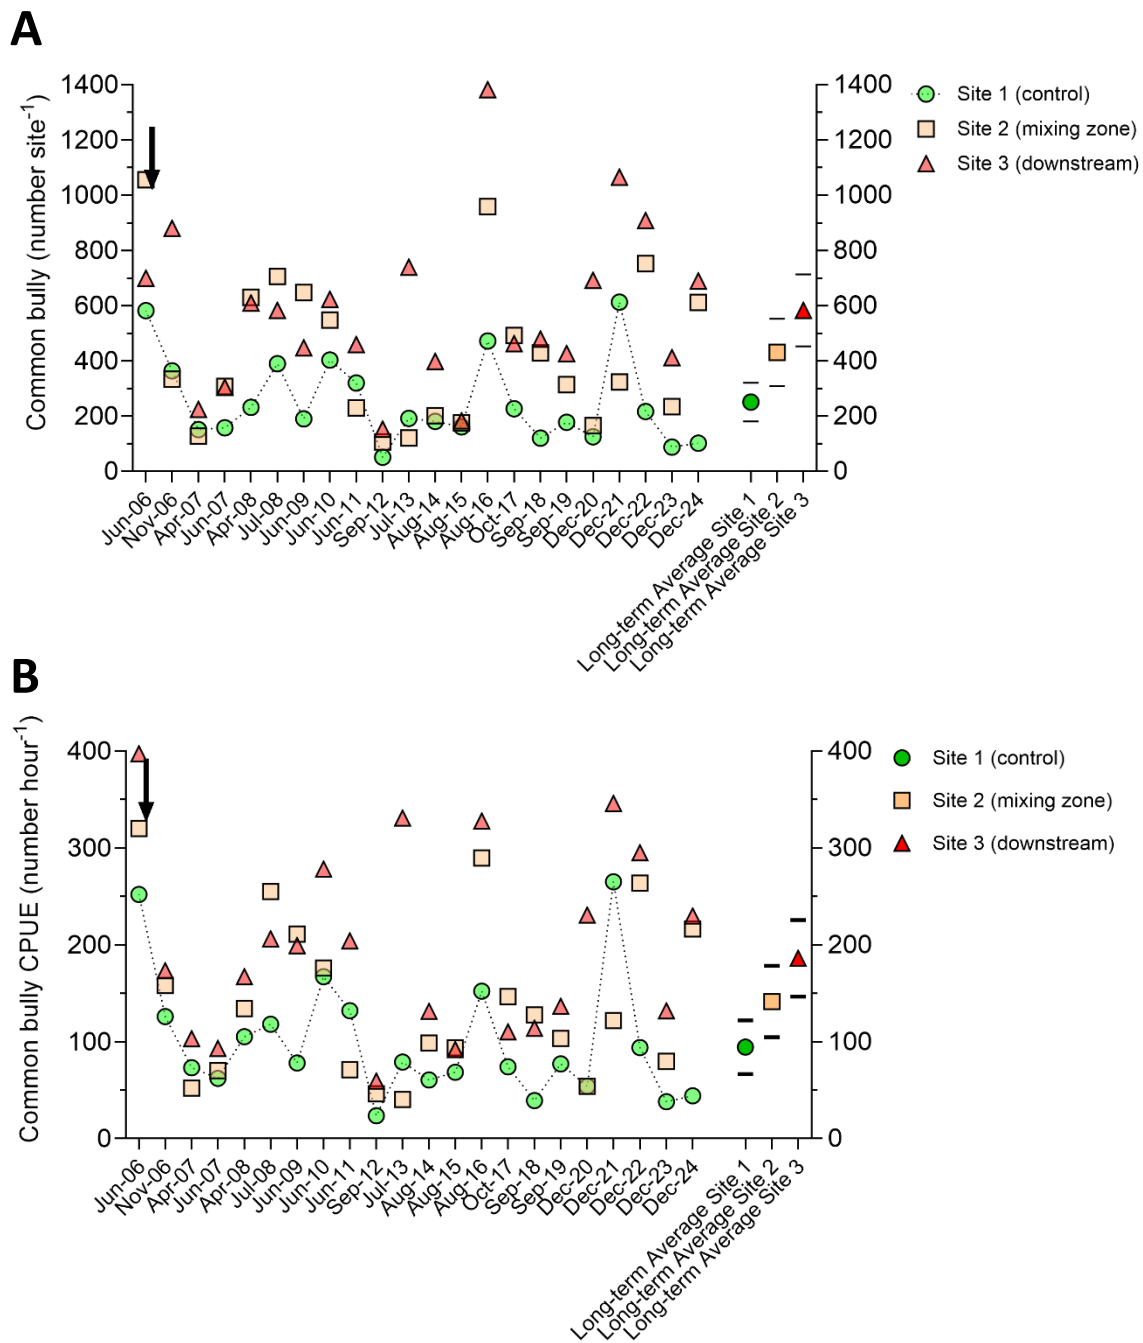 A
Common bully (number site-1)
1400
1200
1000
800
600
400
200
0
1400
1200
1000
800
600
400
200
0
Site 1 (control)
Site 2 (mixing zone)
Site 3 (downstream)
Jun-06
Nov-06
Apr-07
Jun-07
Apr-08
Jul-08
Jun-09
Jun-10
Jun-11
Sep-12
Jul-13
Aug-14
Aug-15
Aug-16
Oct-17
Sep-18
Sep-19
Dec-20
Dec-21
Dec-22
Dec-23
Dec-24
Long-term Average Site 1
Long-term Average Site 2
Long-term Average Site 3
B
Common bully CPUE (number hour-1)
400
300
200
100
0
400
300
200
100
0
Site 1 (control)
Site 2 (mixing zone)
Site 3 (downstream)
Jun-06
Nov-06
Apr-07
Jun-07
Apr-08
Jul-08
Jun-09
Jun-10
Jun-11
Sep-12
Jul-13
Aug-14
Aug-15
Aug-16
Oct-17
Sep-18
Sep-19
Dec-20
Dec-21
Dec-22
Dec-23
Dec-24
Long-term Average Site 1
Long-term Average Site 2
Long-term Average Site 3